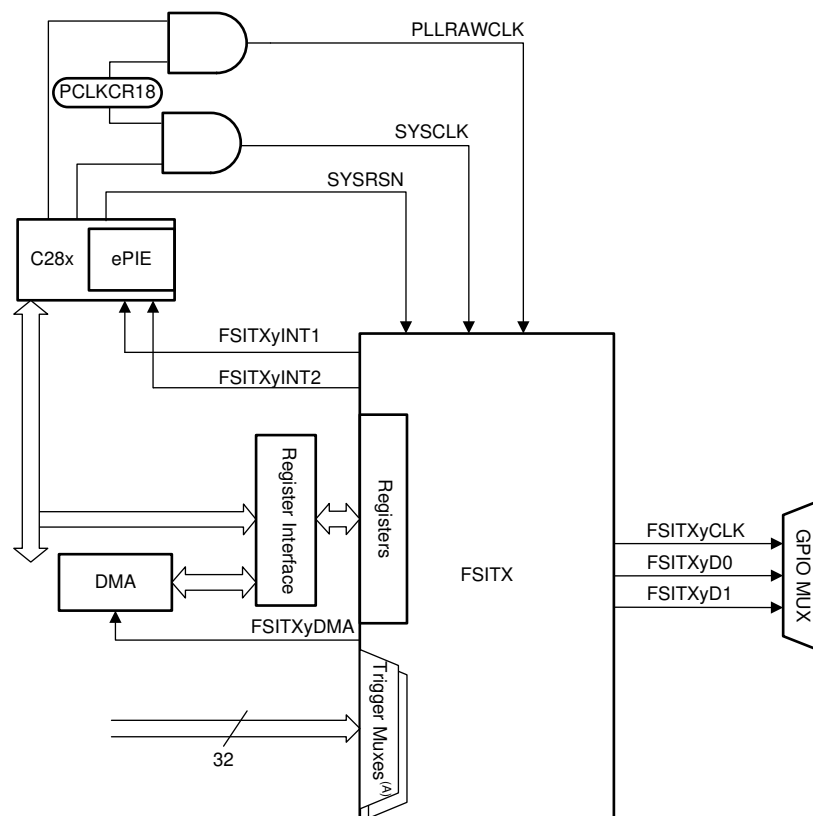 PLLRAWCLK
PCLKCR18
SYSCLK
SYSRSN
C28x
ePIE
FSITXyINT1
FSITXyINT2
Register Interface
Registers
FSITX
FSITXyCLK
FSITXyD0
FSITXyD1
GPIO MUX
DMA
FSITXyDMA
Trigger Muxes(A)
32